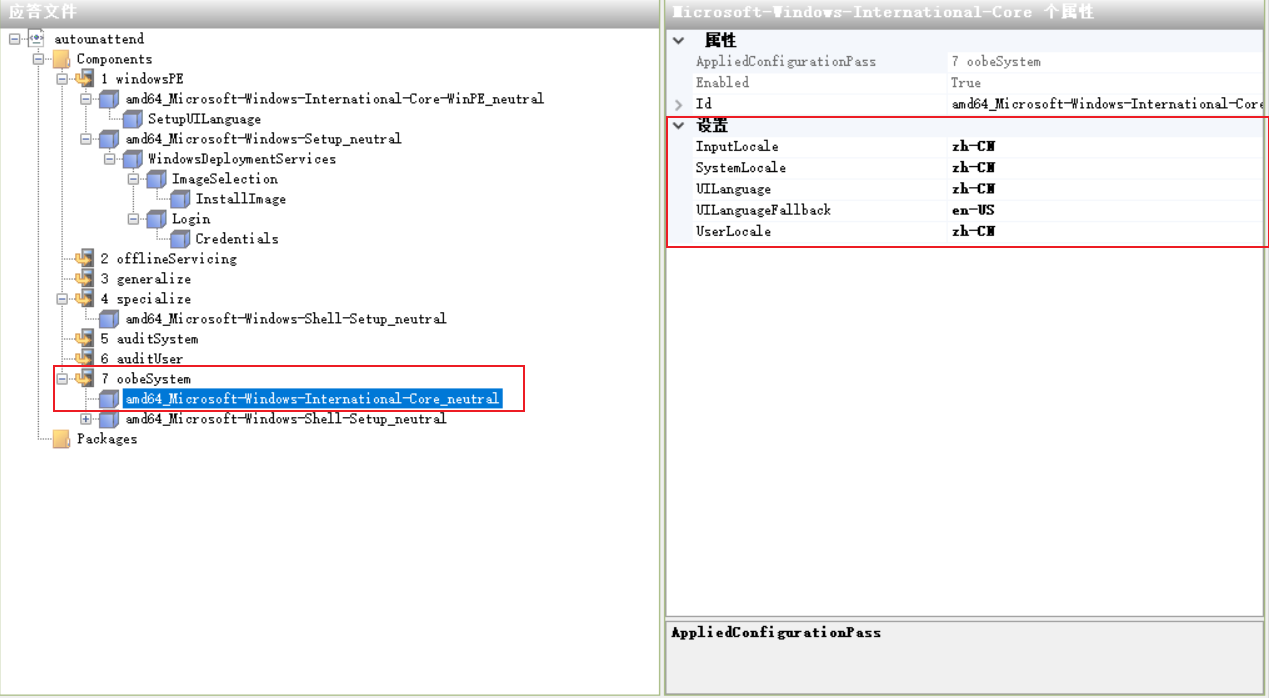 应答文件
autounattend
Components
1 windowsPE
amd64_Microsoft-Windows-International-Core-WinPE_neutral
SetupUILanguage
amd64_Microsoft-Windows-Setup_neutral
WindowsDeploymentServices
ImageSelection
InstallImage
Login
Credentials
2 offlineServicing
3 generalize
4 specialize
amd64_Microsoft-Windows-Shell-Setup_neutral
5 auditSystem
6 auditUser
7 oobeSystem
amd64_Microsoft-Windows-International-Core_neutral
amd64_Microsoft-Windows-Shell-Setup_neutral
Packages
Microsoft-Windows-International-Core 个属性
属性
AppliedConfigurationPass 7 oobeSystem
Enabled True
Id amd64_Microsoft-Windows-International-Core
设置
InputLocale zh-CN
SystemLocale zh-CN
UILanguage zh-CN
UILanguageFallback en-US
UserLocale zh-CN
AppliedConfigurationPass